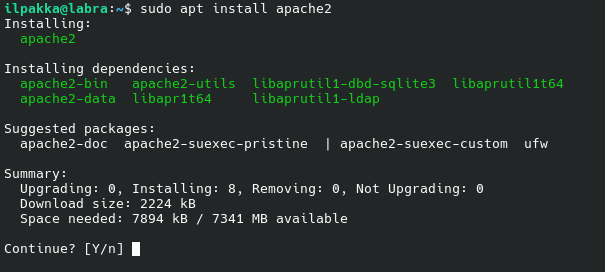 ilpakka@labra:~$ sudo apt install apache2
Installing:
  apache2

Installing dependencies:
  apache2-bin   apache2-utils  libaprutil1-dbd-sqlite3  libaprutil1t64
  apache2-data  libapr1t64     libaprutil1-ldap

Suggested packages:
  apache2-doc  apache2-suexec-pristine  | apache2-suexec-custom  ufw

Summary:
  Upgrading: 0, Installing: 8, Removing: 0, Not Upgrading: 0
  Download size: 2224 kB
  Space needed: 7894 kB / 7341 MB available

Continue? [Y/n]